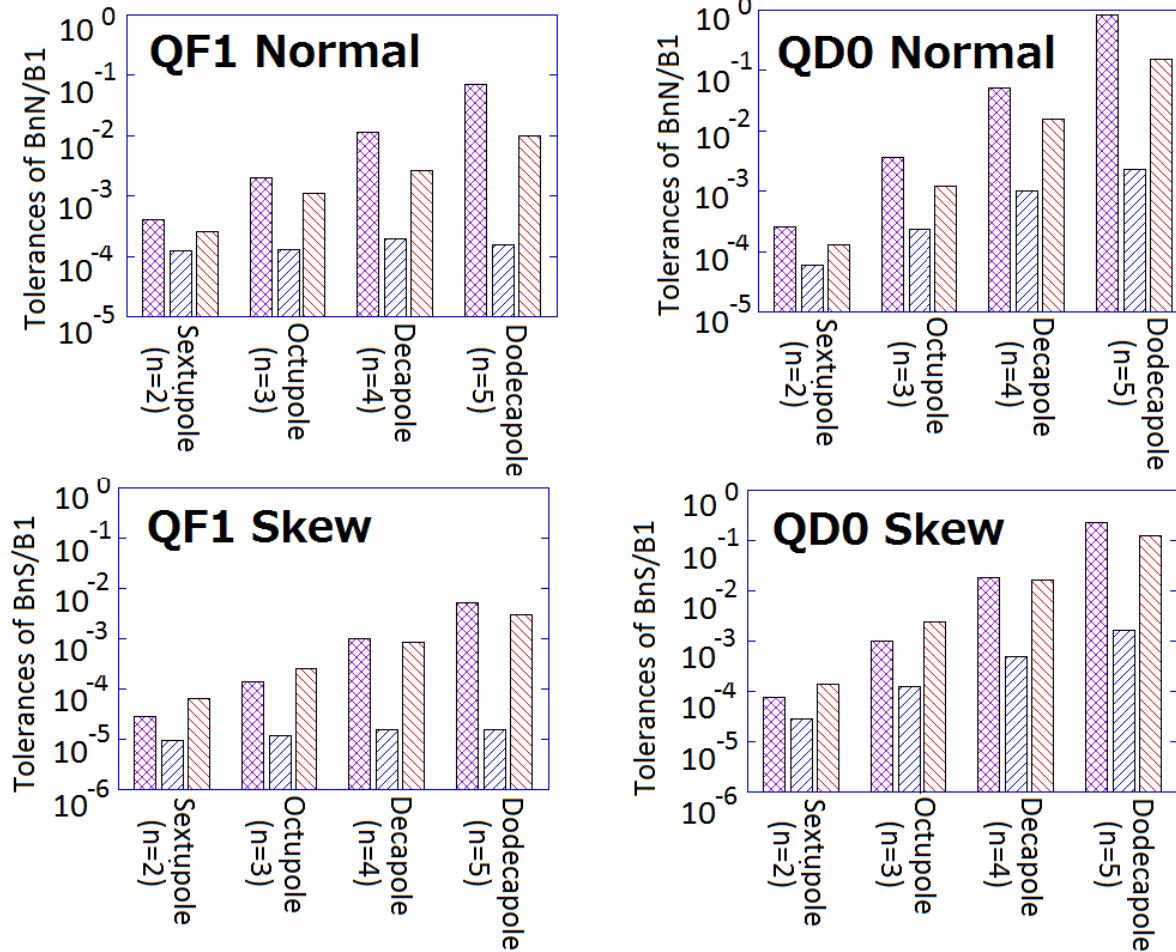 QF1 Normal
Tolerances of BnN/B1
10^0
10^-1
10^-2
10^-3
10^-4
10^-5
Sextupole
(n=2)
Octupole
(n=3)
Decapole
(n=4)
Dodecapole
(n=5)
QD0 Normal
Tolerances of BnN/B1
10^0
10^-1
10^-2
10^-3
10^-4
10^-5
Sextupole
(n=2)
Octupole
(n=3)
Decapole
(n=4)
Dodecapole
(n=5)
QF1 Skew
Tolerances of BnS/B1
10^0
10^-1
10^-2
10^-3
10^-4
10^-5
10^-6
Sextupole
(n=2)
Octupole
(n=3)
Decapole
(n=4)
Dodecapole
(n=5)
QD0 Skew
Tolerances of BnS/B1
10^0
10^-1
10^-2
10^-3
10^-4
10^-5
10^-6
Sextupole
(n=2)
Octupole
(n=3)
Decapole
(n=4)
Dodecapole
(n=5)